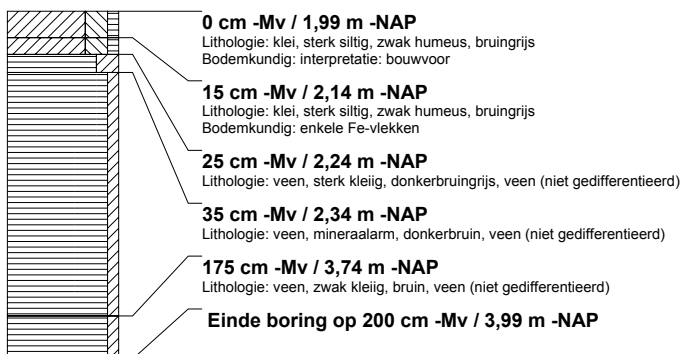 0 cm -Mv / 1,99 m -NAP
Lithologie: klei, sterk siltig, zwak humeus, bruingrijs
Bodemkundig: interpretatie: bouwvoor
15 cm -Mv / 2,14 m -NAP
Lithologie: klei, sterk siltig, zwak humeus, bruingrijs
Bodemkundig: enkele Fe-vlekken
25 cm -Mv / 2,24 m -NAP
Lithologie: veen, sterk kleiig, donkerbruingrijs, veen (niet gedifferentieerd)
35 cm -Mv / 2,34 m -NAP
Lithologie: veen, mineraalarm, donkerbruin, veen (niet gedifferentieerd)
175 cm -Mv / 3,74 m -NAP
Lithologie: veen, zwak kleiig, bruin, veen (niet gedifferentieerd)
Einde boring op 200 cm -Mv / 3,99 m -NAP